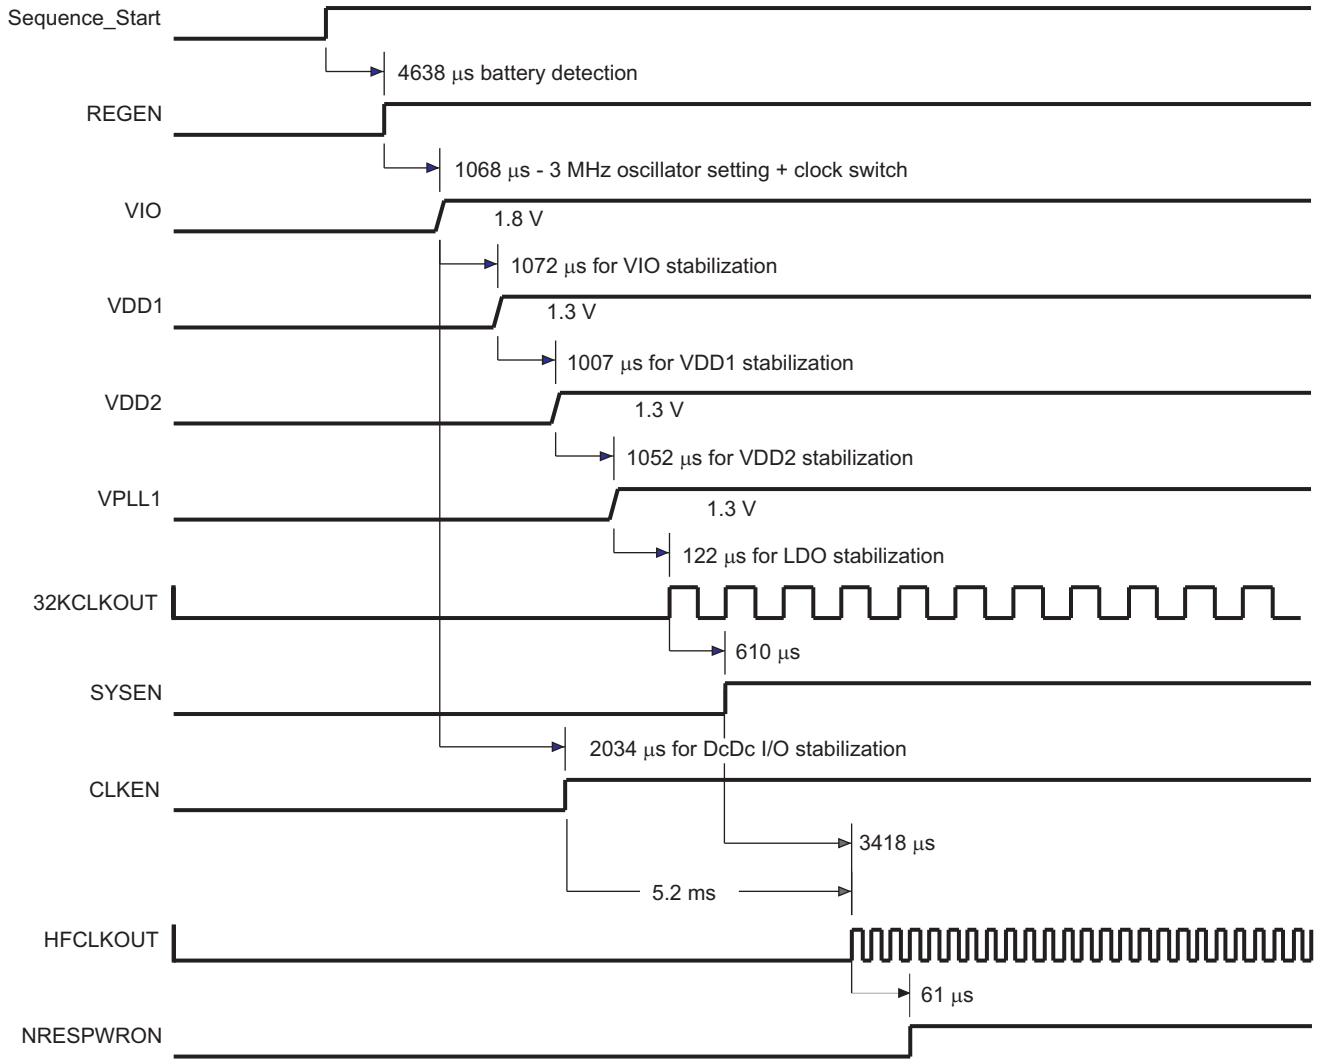 Sequence_Start
4638 μs battery detection
REGEN
1068 μs - 3 MHz oscillator setting + clock switch
VIO
1.8 V
1072 μs for VIO stabilization
VDD1
1.3 V
1007 μs for VDD1 stabilization
VDD2
1.3 V
1052 μs for VDD2 stabilization
VPLL1
1.3 V
122 μs for LDO stabilization
32KCLKOUT
610 μs
SYSEN
2034 μs for DcDc I/O stabilization
CLKEN
3418 μs
5.2 ms
HFCLKOUT
61 μs
NRESPWRON